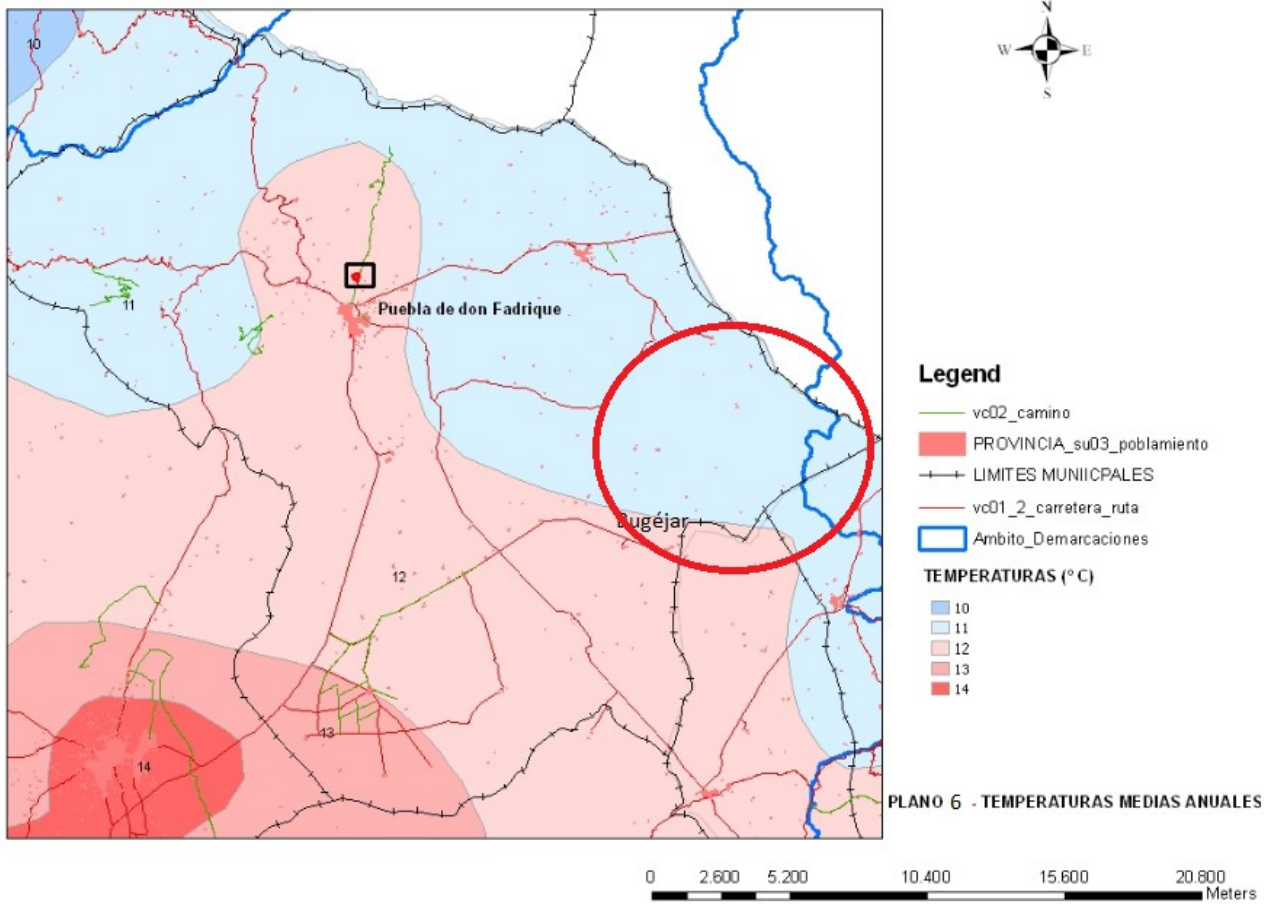 N
W E
S
10
11
Puebla de don Fadrique
Bugéjar
12
13
14
Legend
vc02_camino
PROVINCIA_su03_poblamiento
LIMITES MUNIICPALES
vc01_2_carretera_ruta
Ambito_Demarcaciones
TEMPERATURAS (º C)
10
11
12
13
14
PLANO 6 - TEMPERATURAS MEDIAS ANUALES
0 2.600 5.200 10.400 15.600 20.800
Meters